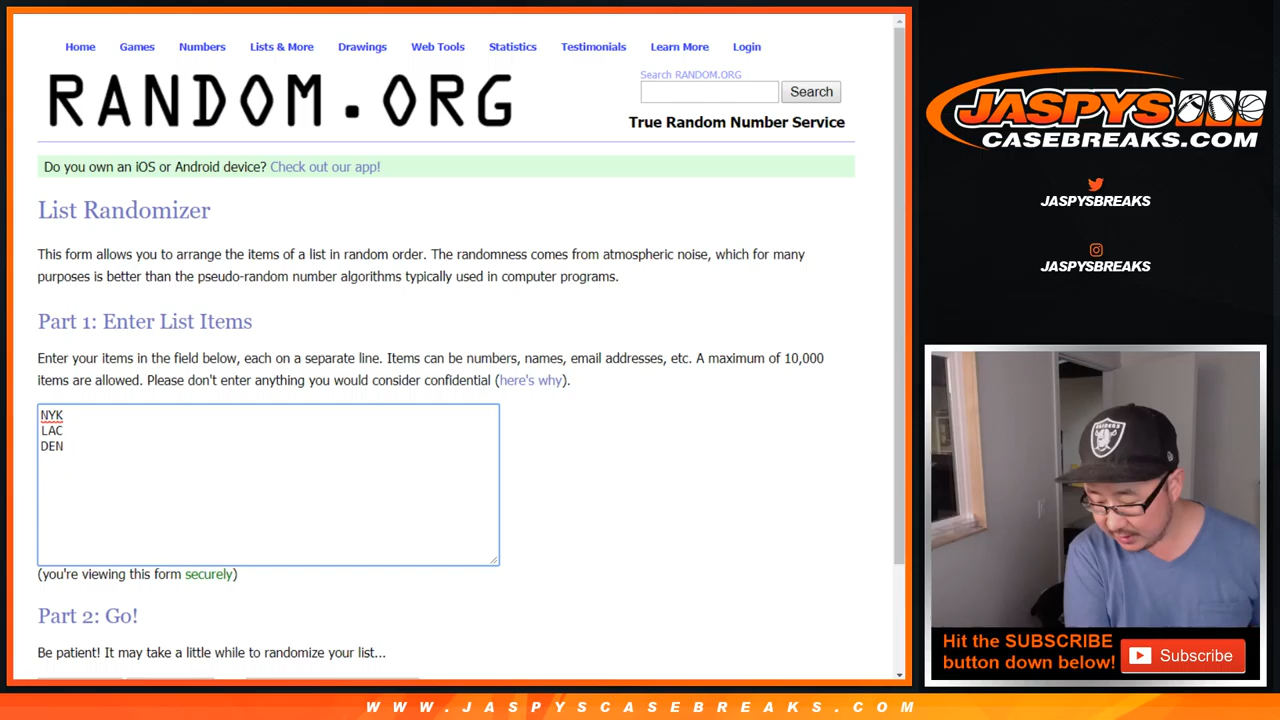 Home Games Numbers Lists & More Drawings Web Tools Statistics Testimonials Learn More Login
RANDOM.ORG
Search RANDOM.ORG
Search
True Random Number Service
Do you own an iOS or Android device? Check out our app!
List Randomizer
This form allows you to arrange the items of a list in random order. The randomness comes from atmospheric noise, which for many
purposes is better than the pseudo-random number algorithms typically used in computer programs.
Part 1: Enter List Items
Enter your items in the field below, each on a separate line. Items can be numbers, names, email addresses, etc. A maximum of 10,000
items are allowed. Please don't enter anything you would consider confidential (here's why).
NYK
LAC
DEN
(you're viewing this form securely)
Part 2: Go!
Be patient! It may take a little while to randomize your list...
JASPYS
CASEBREAKS.COM
JASPYSBREAKS
JASPYSBREAKS
RAIDERS
Hit the SUBSCRIBE
button down below!
Subscribe
WWW.JASPYSCASEBREAKS.COM